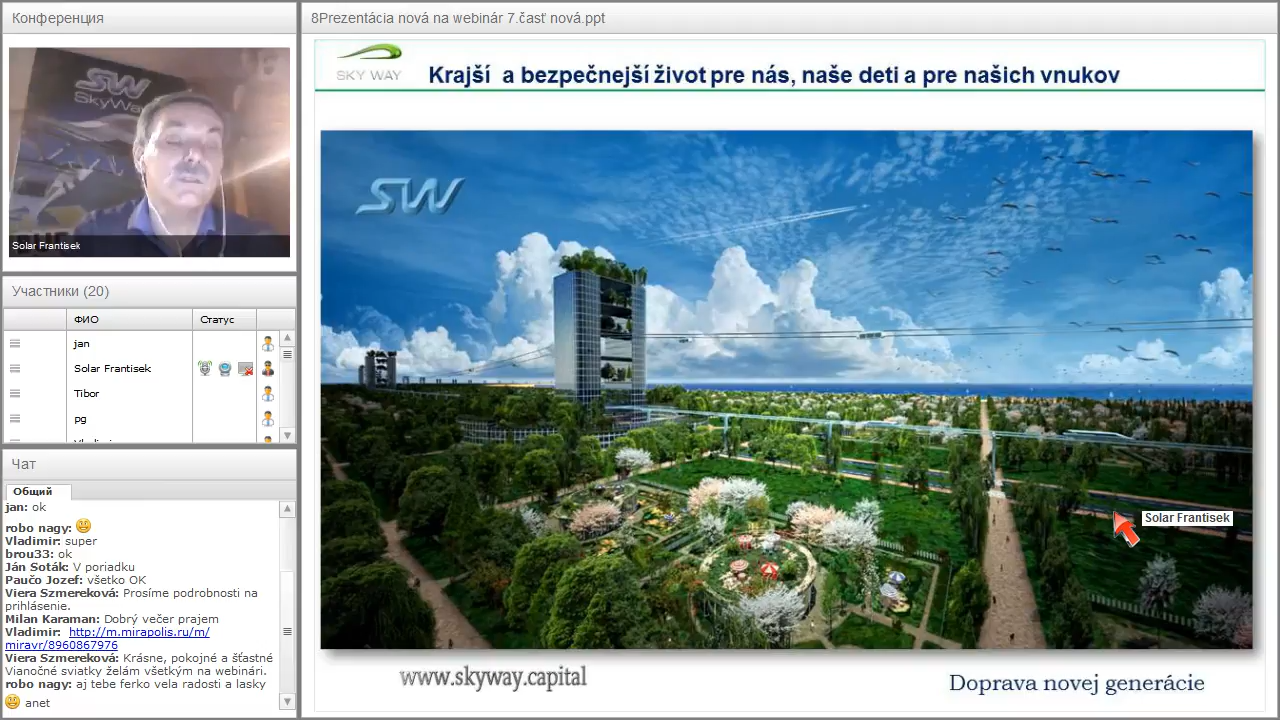 Конференция
SW
SkyWay
Solar Frantisek
Участники (20)
ФИО
Статус
jan
Solar Frantisek
Tibor
pg
Чат
Общий
jan: ok
robo nagy:
Vladimir: super
brou33: ok
Ján Soták: V poriadku
Paučo Jozef: všetko OK
Viera Szmereková: Prosíme podrobnosti na
prihlásenie.
Milan Karaman: Dobrý večer prajem
Vladimir: http://m.mirapolis.ru/m/
miravr/8960867976
Viera Szmereková: Krásne, pokojné a šťastné
Vianočné sviatky želám všetkým na webinári.
robo nagy: aj tebe ferko vela radosti a lasky
anet
8Prezentácia nová na webinár 7.časť nová.ppt
SKY WAY
Krajší a bezpečnejší život pre nás, naše deti a pre našich vnukov
SW
Solar Frantisek
www.skyway.capital
Doprava novej generácie